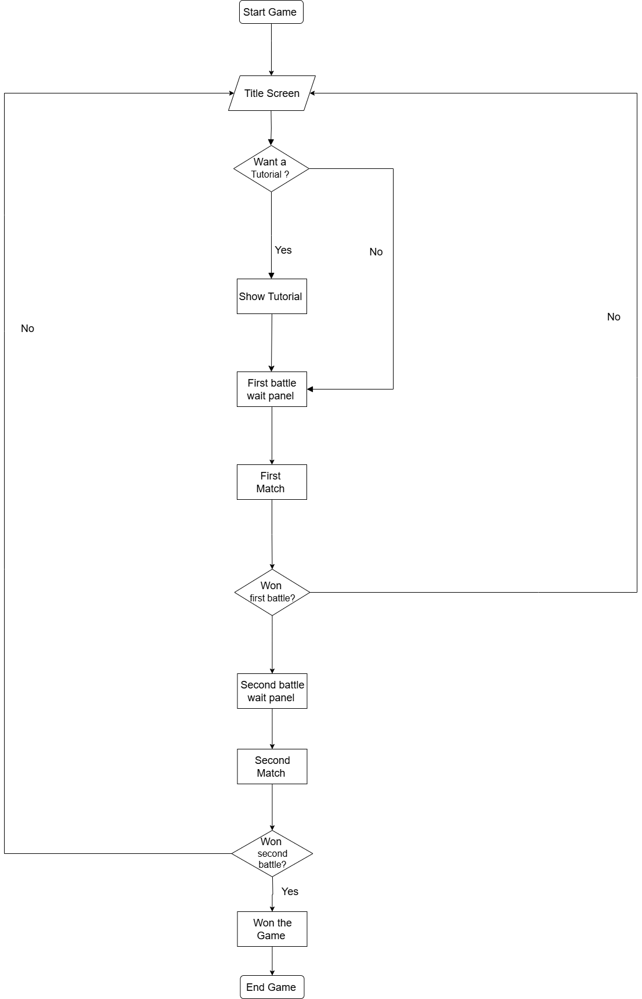 Start Game
Title Screen
Want a
Tutorial ?
Yes
No
Show Tutorial
No
No
First battle
wait panel
First
Match
Won
first battle?
Second battle
wait panel
Second
Match
Won
second
battle?
Yes
Won the
Game
End Game